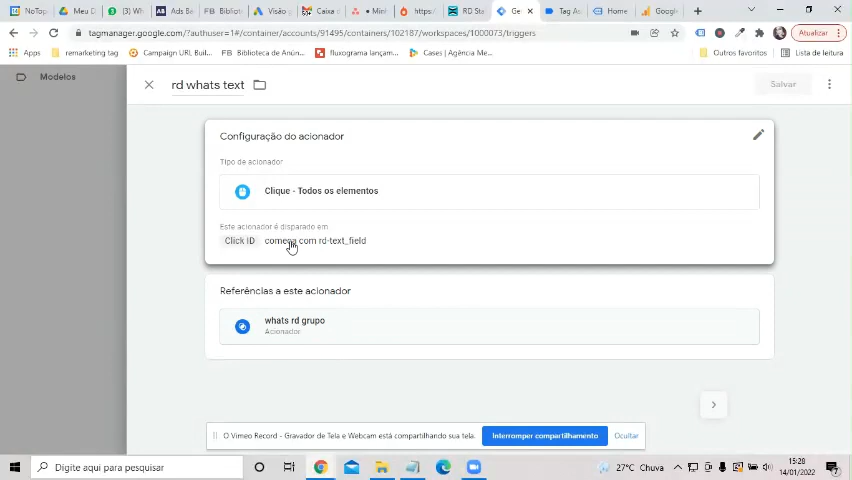 NoTop
Meu D
(3) Wh
Ads Ba
Bibliot
Visão
Caixa
Mink
https:/
RD Sta
Ge
Tag As
Home
Google
tagmanager.google.com/?authuser=1#/container/accounts/91495/containers/102187/workspaces/1000073/triggers
Atualizar
Apps
remarketing tag
Campaign URL Buil...
Biblioteca de Anún...
fluxograma lançam...
Cases | Agência Me...
Outros favoritos
Lista de leitura
Modelos
rd whats text
Salvar
Configuração do acionador
Tipo de acionador
Clique - Todos os elementos
Este acionador é disparado em
Click ID começa com rd-text_field
Referências a este acionador
whats rd grupo
Acionador
O Vimeo Record - Gravador de Tela e Webcam está compartilhando sua tela.
Interromper compartilhamento
Ocultar
Digite aqui para pesquisar
27°C Chuva
15:28
14/01/2022